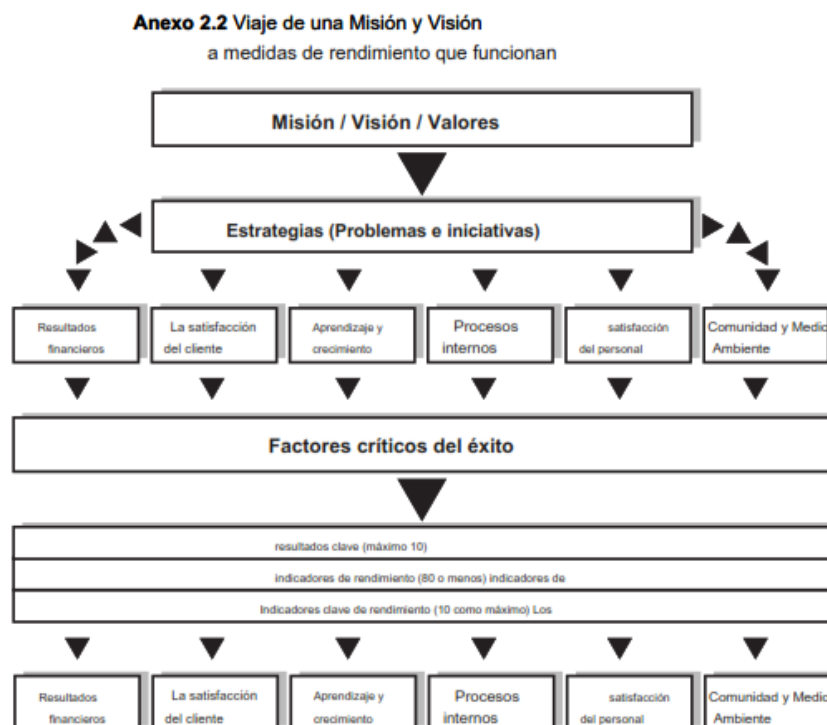 Anexo 2.2 Viaje de una Misión y Visión
a medidas de rendimiento que funcionan
Misión / Visión / Valores
Estrategias (Problemas e iniciativas)
Resultados
financieros
La satisfacción
del cliente
Aprendizaje y
crecimiento
Procesos
internos
satisfacción
del personal
Comunidad y Medio
Ambiente
Factores críticos del éxito
resultados clave (máximo 10)
indicadores de rendimiento (80 o menos) indicadores de
Indicadores clave de rendimiento (10 como máximo) Los
Resultados
financieros
La satisfacción
del cliente
Aprendizaje y
crecimiento
Procesos
internos
satisfacción
del personal
Comunidad y Medio
Ambiente